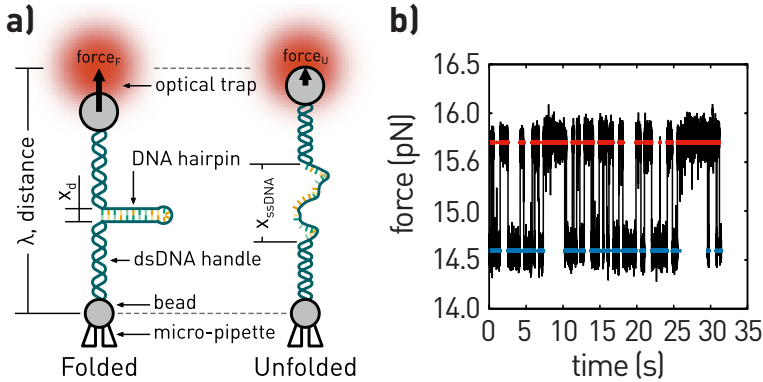 a)
force_F
force_U
optical trap
DNA hairpin
x_d
x_ssDNA
λ, distance
dsDNA handle
bead
micro-pipette
Folded
Unfolded
b)
16.5
16.0
15.6
15.0
14.5
14.0
force (pN)
0 5 10 15 20 25 30 35
time (s)